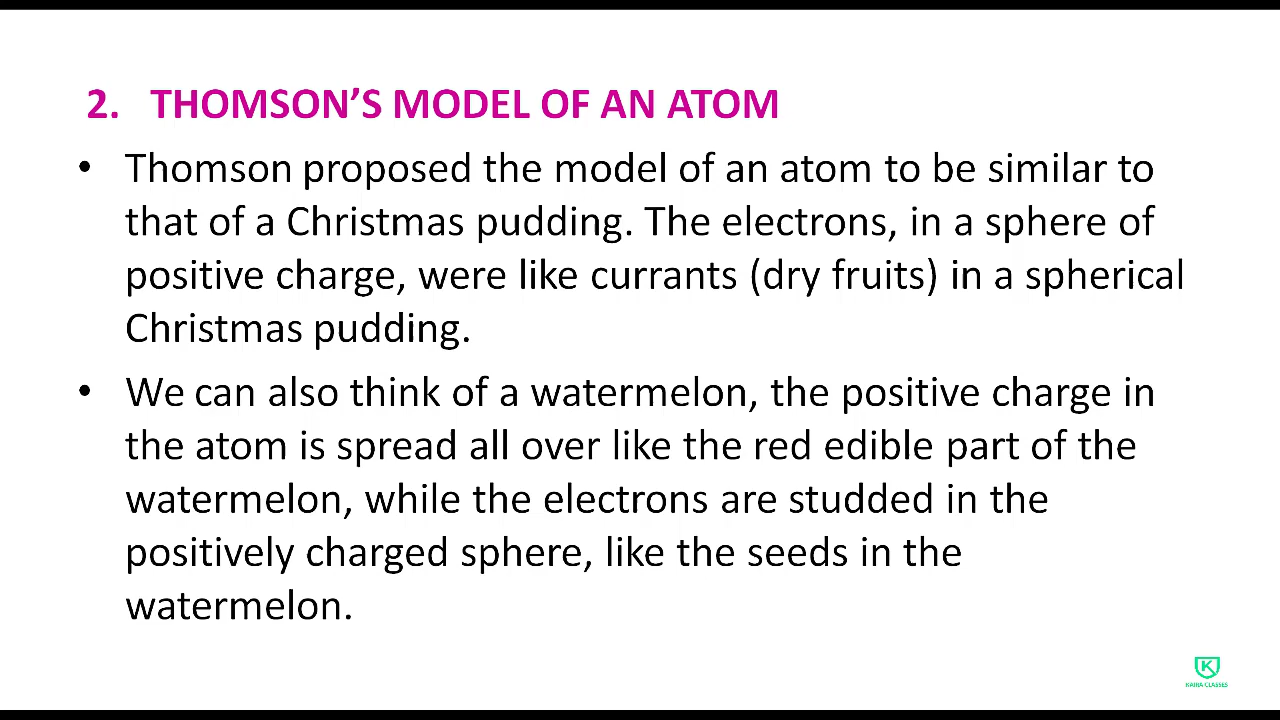 2. THOMSON’S MODEL OF AN ATOM
• Thomson proposed the model of an atom to be similar to
that of a Christmas pudding. The electrons, in a sphere of
positive charge, were like currants (dry fruits) in a spherical
Christmas pudding.
• We can also think of a watermelon, the positive charge in
the atom is spread all over like the red edible part of the
watermelon, while the electrons are studded in the
positively charged sphere, like the seeds in the
watermelon.
K